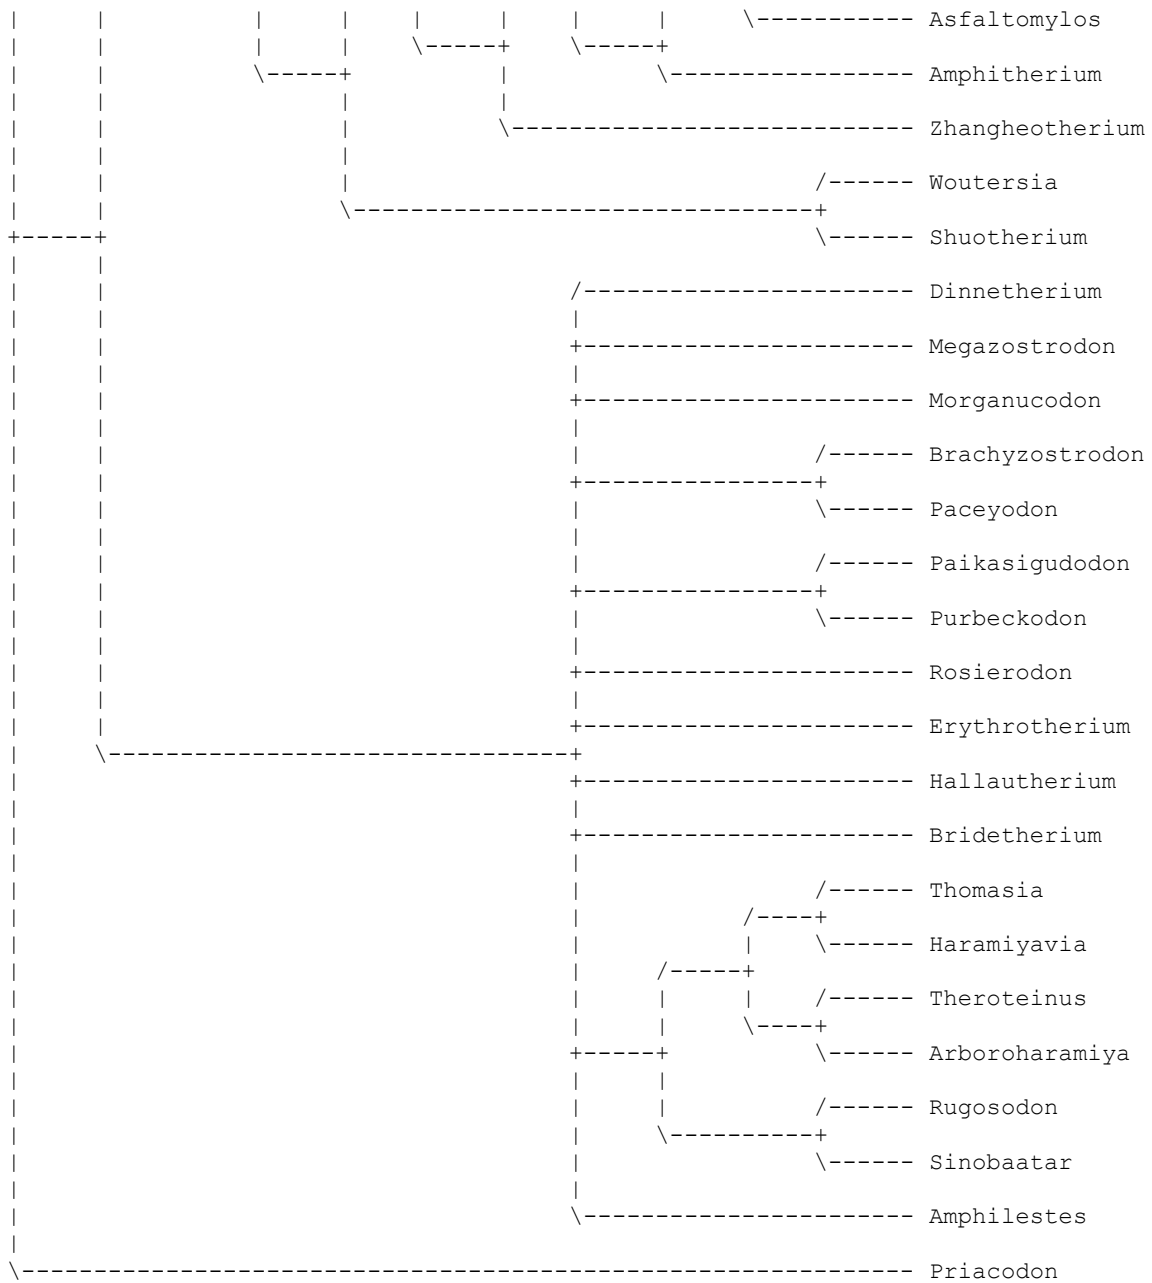 Asfaltomylos
Amphitherium
Zhangheotherium
Woutersia
Shuotherium
Dinnetherium
Megazostrodon
Morganucodon
Brachyzostrodon
Paceyodon
Paikasigudodon
Purbeckodon
Rosierodon
Erythrotherium
Hallautherium
Bridetherium
Thomasia
Haramiyavia
Theroteinus
Arboroharamiya
Rugosodon
Sinobaatar
Amphilestes
Priacodon